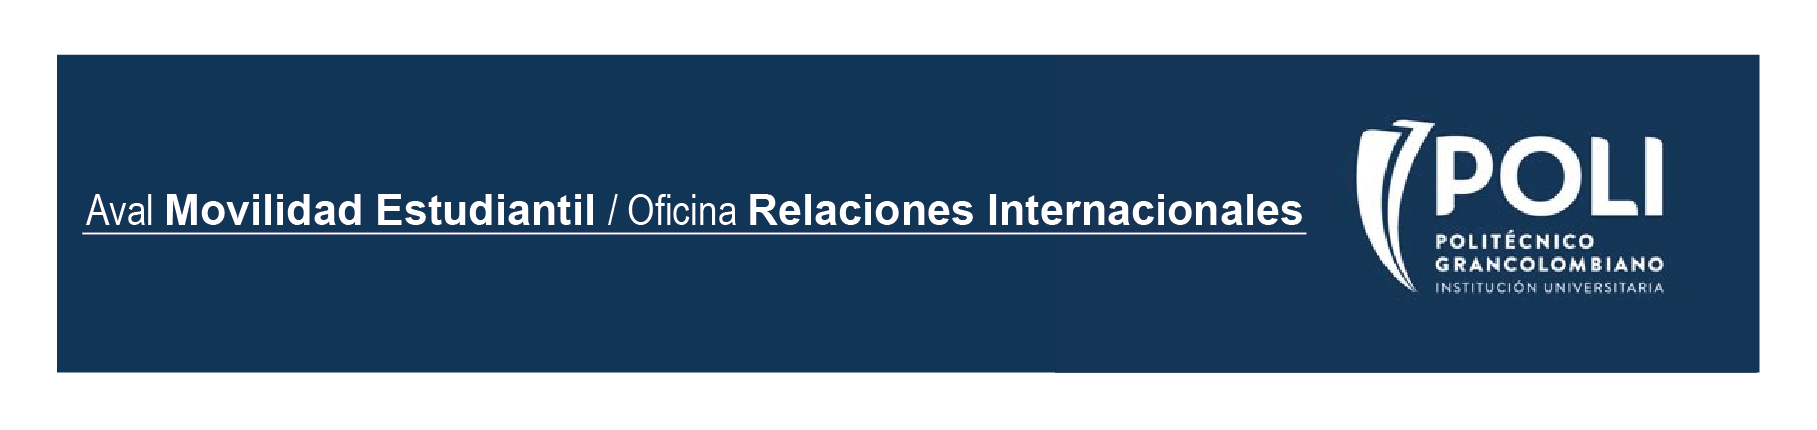 Aval Movilidad Estudiantil / Oficina Relaciones Internacionales
POLI
POLITÉCNICO
GRANCOLOMBIANO
INSTITUCIÓN UNIVERSITARIA